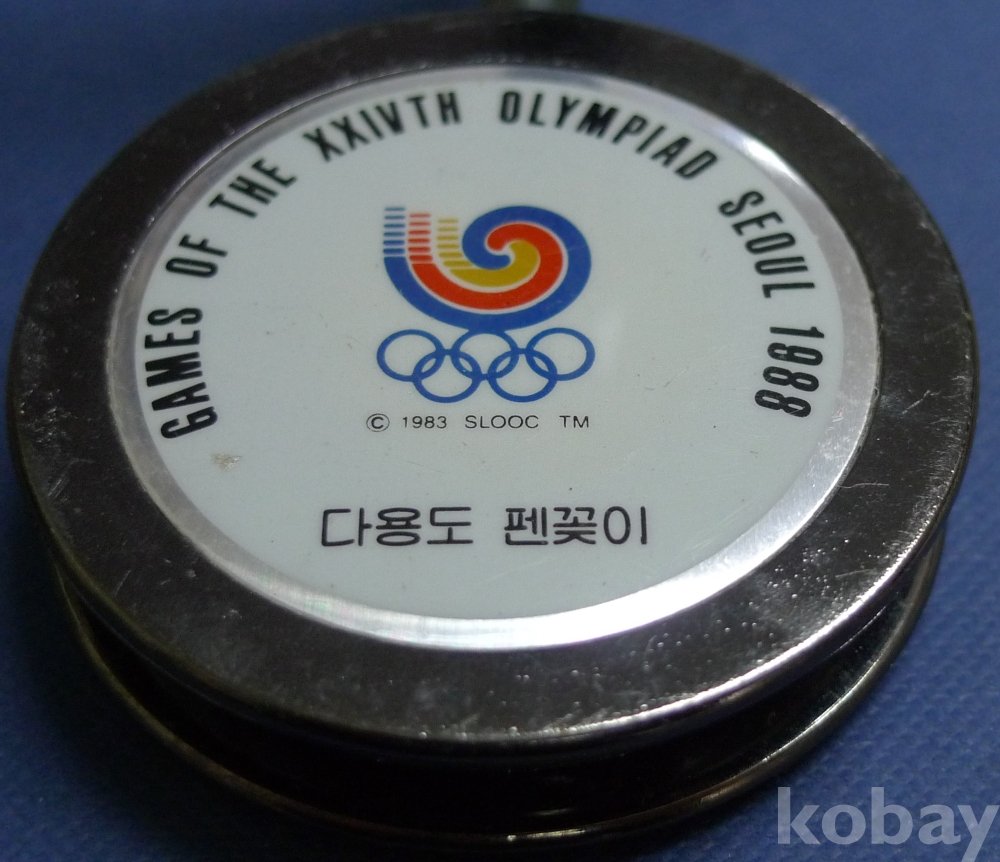 GAMES OF THE XXIVTH OLYMPIAD SEOUL 1988
© 1983 SLOOC TM
다용도 펜꽂이
kobay